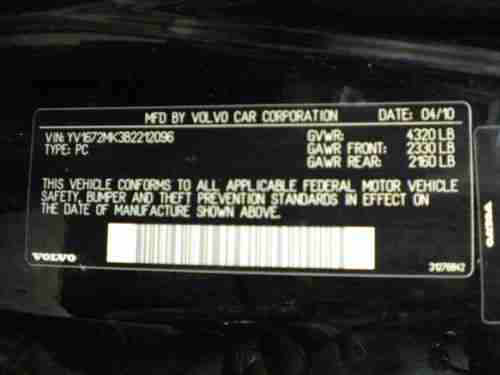 MFD BY VOLVO CAR CORPORATION DATE: 04/10
VIN: YV1672MK3B2212096 GVWR: 4320 LB
TYPE: PC GAWR FRONT: 2330 LB
GAWR REAR: 2160 LB
THIS VEHICLE CONFORMS TO ALL APPLICABLE FEDERAL MOTOR VEHICLE
SAFETY, BUMPER AND THEFT PREVENTION STANDARDS IN EFFECT ON
THE DATE OF MANUFACTURE SHOWN ABOVE.
VOLVO 31276842